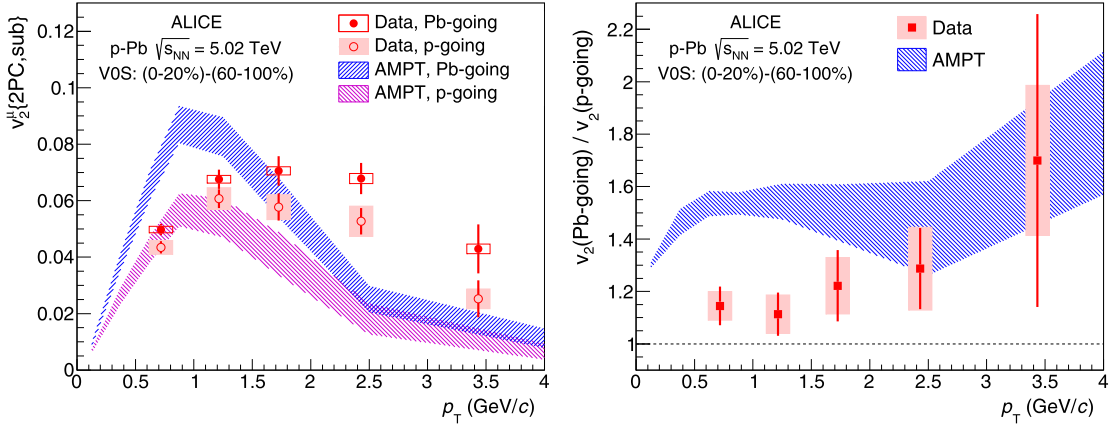 ALICE
p-Pb √sNN = 5.02 TeV
V0S: (0-20%)-(60-100%)
Data, Pb-going
Data, p-going
AMPT, Pb-going
AMPT, p-going
v2μ{2PC,sub}
0.12
0.1
0.08
0.06
0.04
0.02
0
0 0.5 1 1.5 2 2.5 3 3.5 4
pT (GeV/c)
ALICE
p-Pb √sNN = 5.02 TeV
V0S: (0-20%)-(60-100%)
Data
AMPT
v2(Pb-going) / v2(p-going)
2.2
2
1.8
1.6
1.4
1.2
1
0 0.5 1 1.5 2 2.5 3 3.5 4
pT (GeV/c)